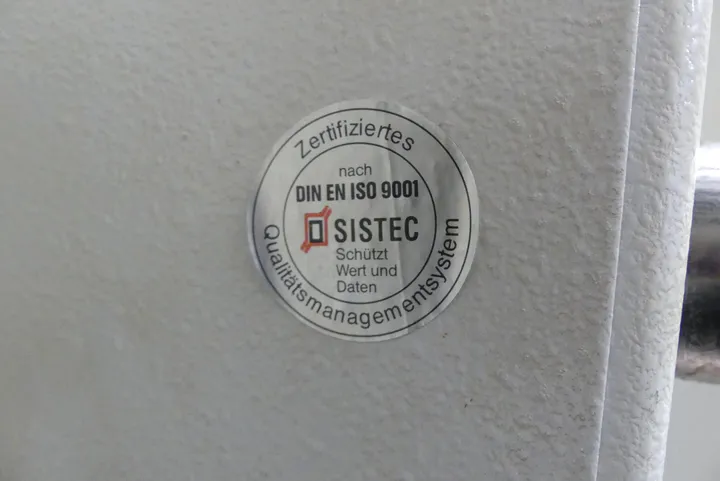 Zertifiziertes
nach
DIN EN ISO 9001
SISTEC
Schützt
Wert und
Daten
Qualitätsmanagementsystem